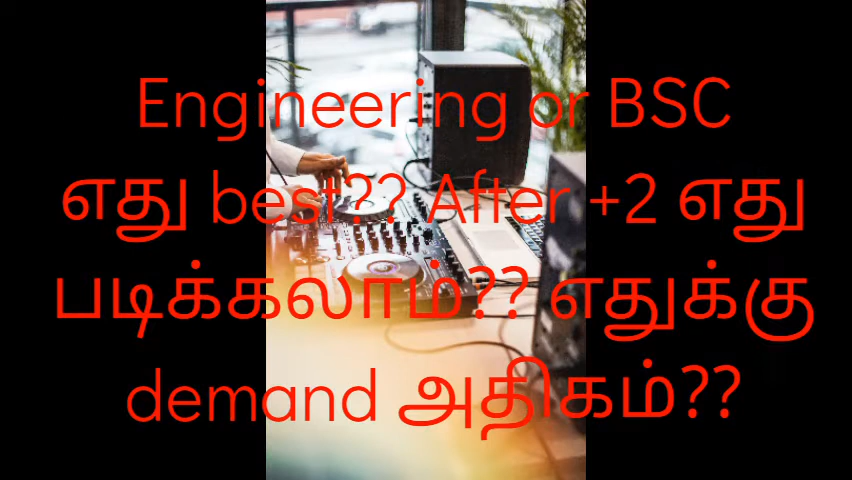 Engineering or BSC
எது best?? After +2 எது
படிக்கலாம்?? எதுக்கு
demand அதிகம்??